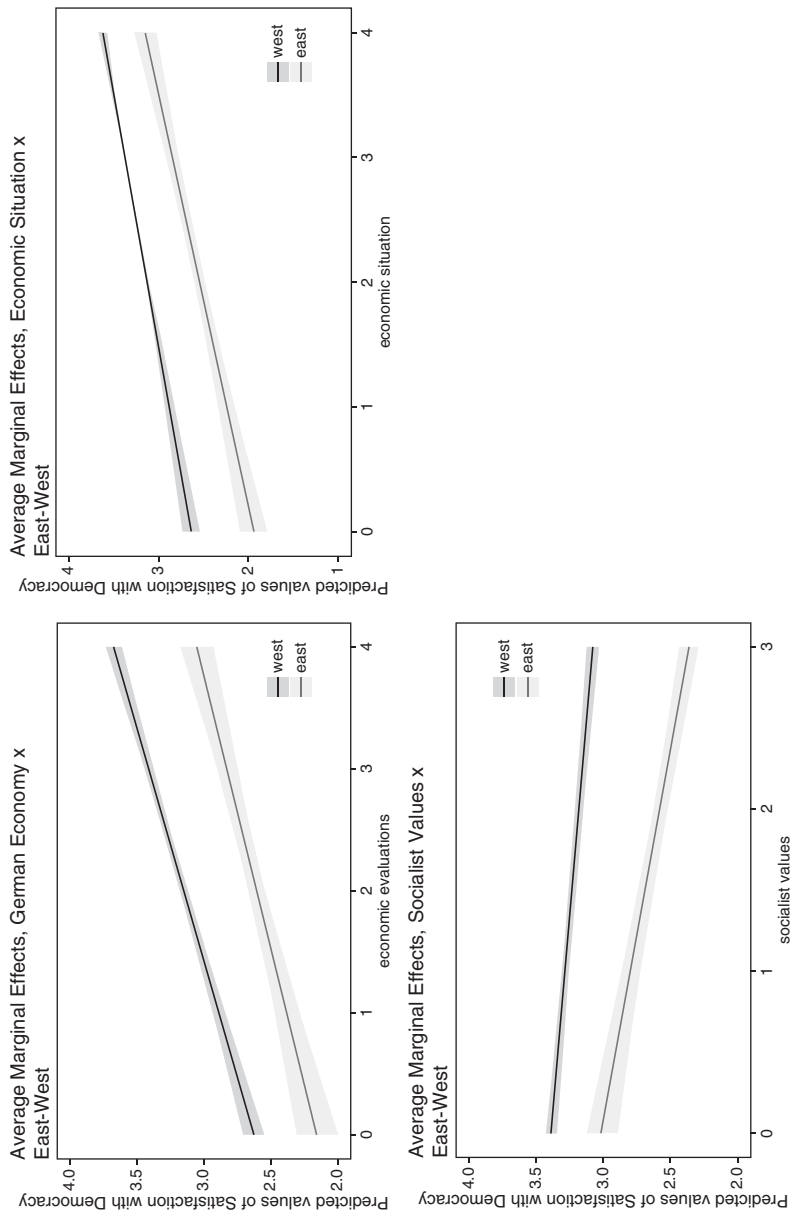 Average Marginal Effects, German Economy x
East-West
Predicted values of Satisfaction with Democracy
4.0
3.5
3.0
2.5
2.0
0
1
2
3
4
economic evaluations
west
east
Average Marginal Effects, Economic Situation x
East-West
Predicted values of Satisfaction with Democracy
4
3
2
1
0
1
2
3
4
economic situation
west
east
Average Marginal Effects, Socialist Values x
East-West
Predicted values of Satisfaction with Democracy
4.0
3.5
3.0
2.5
2.0
0
1
2
3
socialist values
west
east